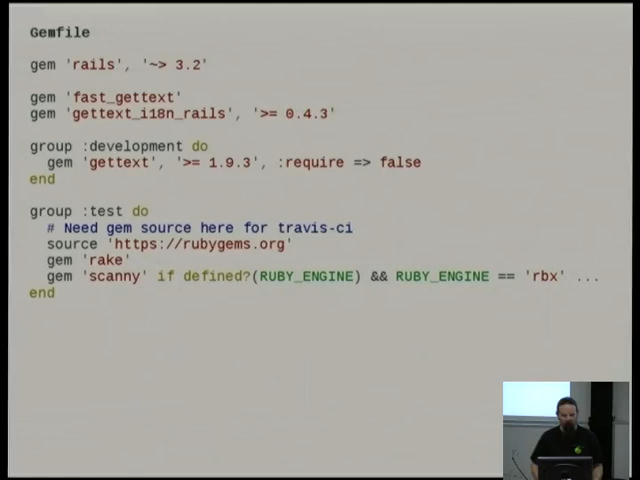 Gemfile
gem 'rails', '~> 3.2'
gem 'fast_gettext'
gem 'gettext_i18n_rails', '>= 0.4.3'
group :development do
gem 'gettext', '>= 1.9.3', :require => false
end
group :test do
# Need gem source here for travis-ci
source 'https://rubygems.org'
gem 'rake'
gem 'scanny' if defined?(RUBY_ENGINE) && RUBY_ENGINE == 'rbx' ...
end